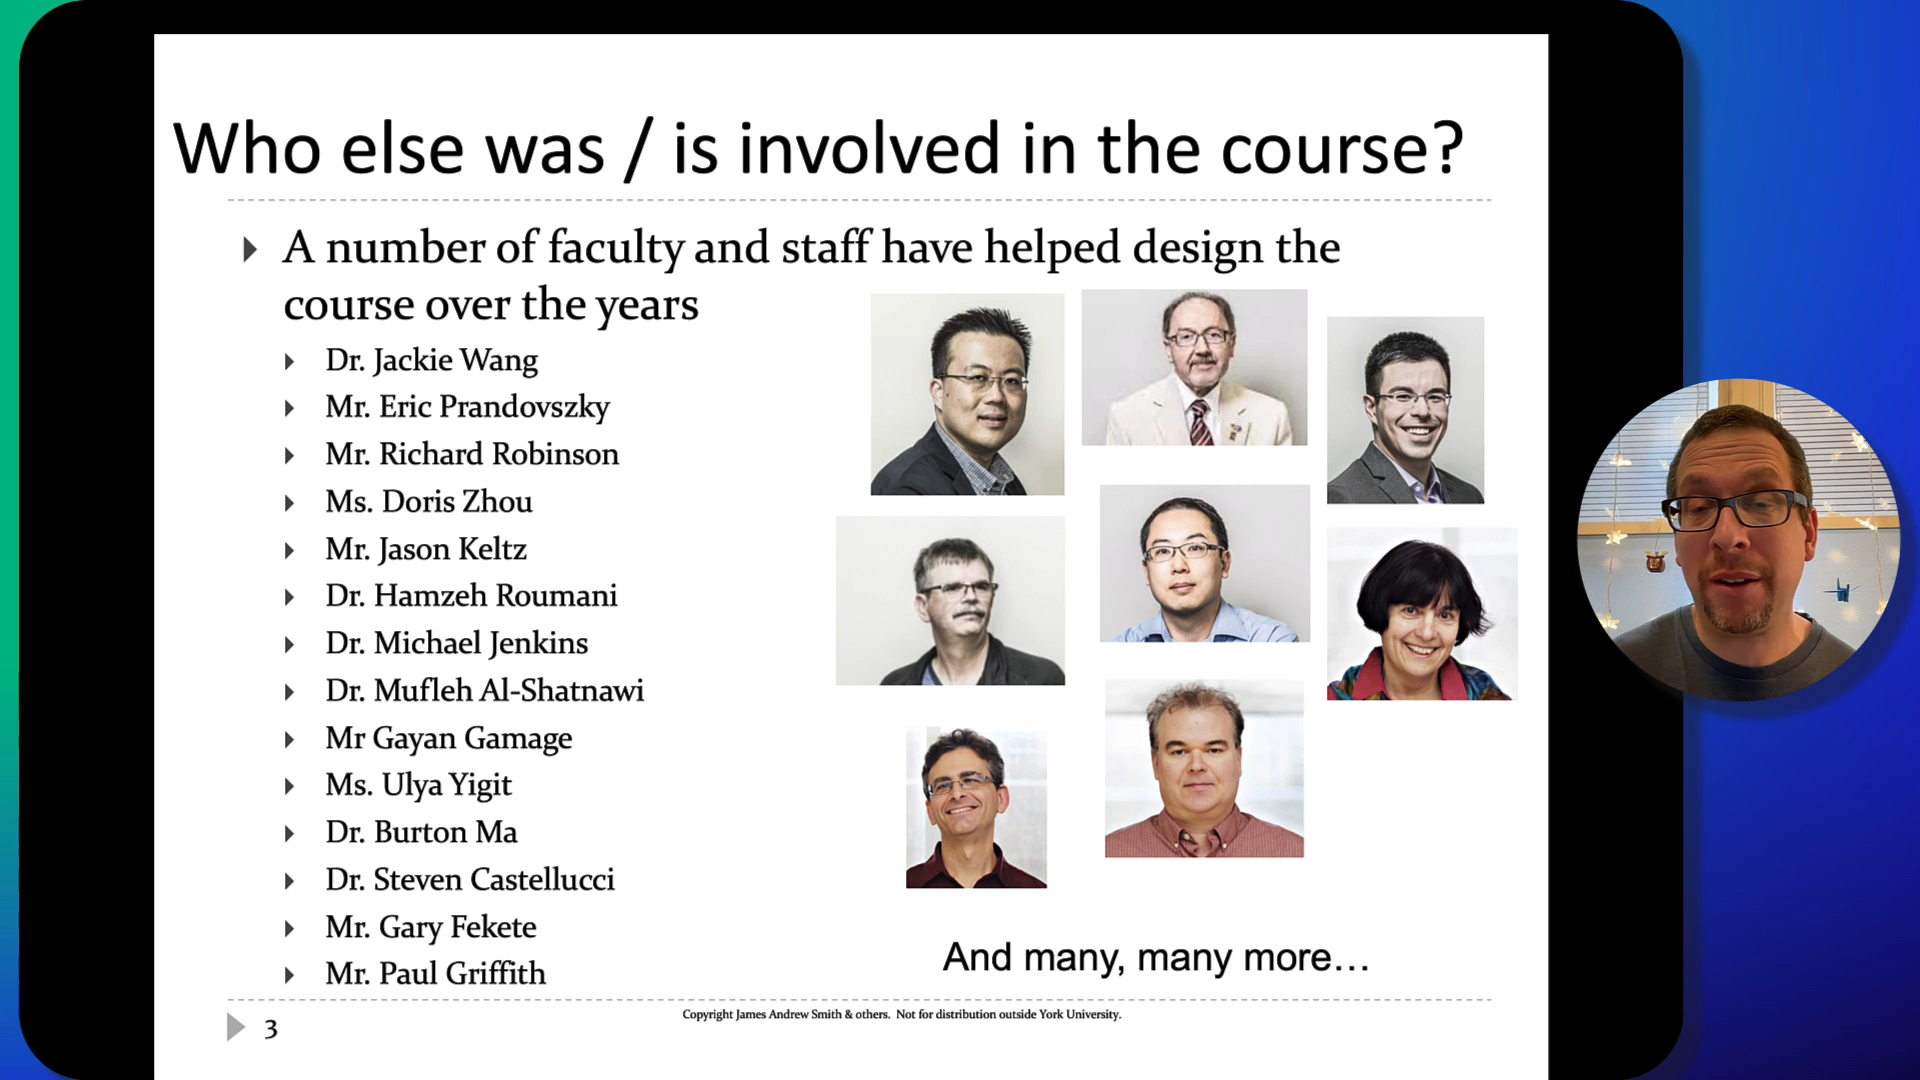 Who else was / is involved in the course?
A number of faculty and staff have helped design the
course over the years
Dr. Jackie Wang
Mr. Eric Prandovszky
Mr. Richard Robinson
Ms. Doris Zhou
Mr. Jason Keltz
Dr. Hamzeh Roumani
Dr. Michael Jenkins
Dr. Mufleh Al-Shatnawi
Mr Gayan Gamage
Ms. Ulya Yigit
Dr. Burton Ma
Dr. Steven Castellucci
Mr. Gary Fekete
Mr. Paul Griffith
And many, many more…
Copyright James Andrew Smith & others. Not for distribution outside York University.
3